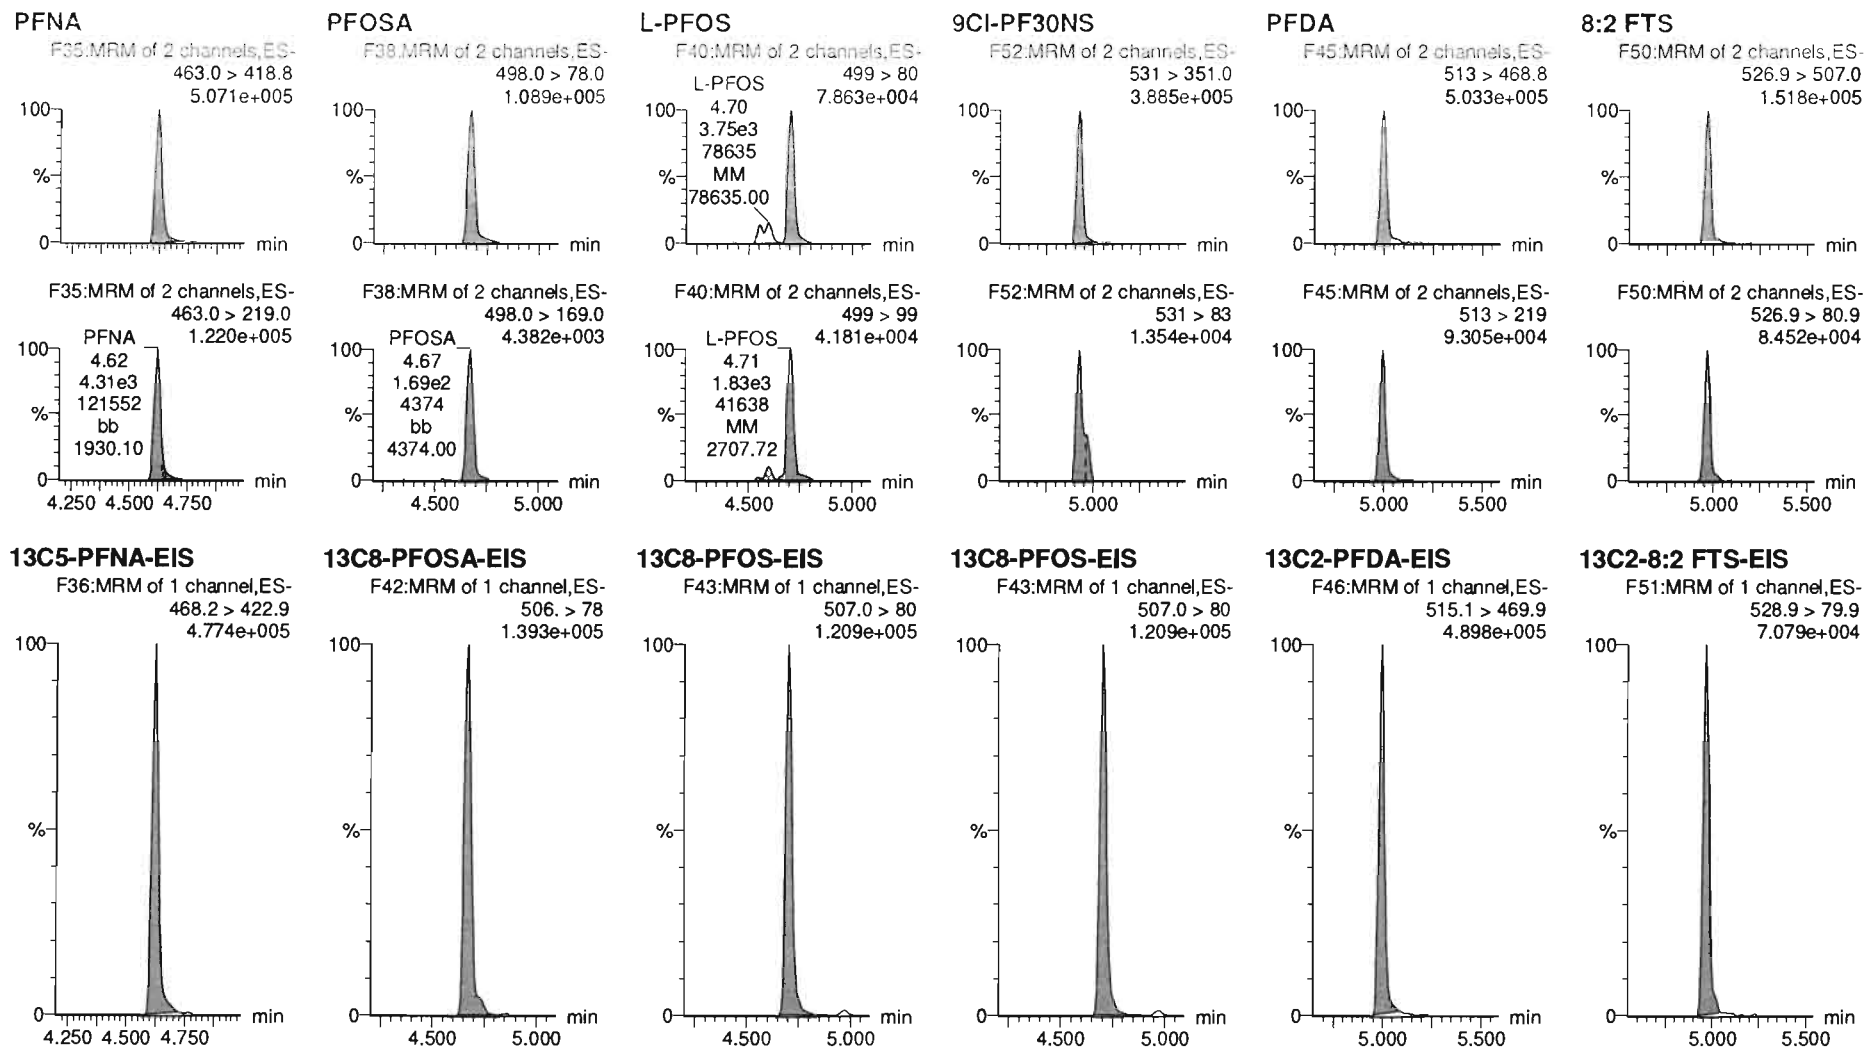 PFNA
F35:MRM of 2 channels,ES-
463.0 > 418.8
5.071e+005
100
%
0
min
F35:MRM of 2 channels,ES-
463.0 > 219.0
1.220e+005
PFNA
4.62
4.31e3
121552
bb
1930.10
100
%
0
min
4.250 4.500 4.750
13C5-PFNA-EIS
F36:MRM of 1 channel,ES-
468.2 > 422.9
4.774e+005
100
%
0
min
4.250 4.500 4.750
PFOSA
F38:MRM of 2 channels,ES-
498.0 > 78.0
1.089e+005
100
%
0
min
F38:MRM of 2 channels,ES-
498.0 > 169.0
4.382e+003
PFOSA
4.67
1.69e2
4374
bb
4374.00
100
%
0
min
4.500 5.000
13C8-PFOSA-EIS
F42:MRM of 1 channel,ES-
506. > 78
1.393e+005
100
%
0
min
4.500 5.000
L-PFOS
F40:MRM of 2 channels,ES-
499 > 80
7.863e+004
L-PFOS
4.70
3.75e3
78635
MM
78635.00
100
%
0
min
F40:MRM of 2 channels,ES-
499 > 99
4.181e+004
L-PFOS
4.71
1.83e3
41638
MM
2707.72
100
%
0
min
4.500 5.000
13C8-PFOS-EIS
F43:MRM of 1 channel,ES-
507.0 > 80
1.209e+005
100
%
0
min
4.500 5.000
9Cl-PF30NS
F52:MRM of 2 channels,ES-
531 > 351.0
3.885e+005
100
%
0
min
F52:MRM of 2 channels,ES-
531 > 83
1.354e+004
100
%
0
min
5.000
13C8-PFOS-EIS
F43:MRM of 1 channel,ES-
507.0 > 80
1.209e+005
100
%
0
min
4.500 5.000
PFDA
F45:MRM of 2 channels,ES-
513 > 468.8
5.033e+005
100
%
0
min
F45:MRM of 2 channels,ES-
513 > 219
9.305e+004
100
%
0
min
5.000 5.500
13C2-PFDA-EIS
F46:MRM of 1 channel,ES-
515.1 > 469.9
4.898e+005
100
%
0
min
5.000 5.500
8:2 FTS
F50:MRM of 2 channels,ES-
526.9 > 507.0
1.518e+005
100
%
0
min
F50:MRM of 2 channels,ES-
526.9 > 80.9
8.452e+004
100
%
0
min
5.000 5.500
13C2-8:2 FTS-EIS
F51:MRM of 1 channel,ES-
528.9 > 79.9
7.079e+004
100
%
0
min
5.000 5.500